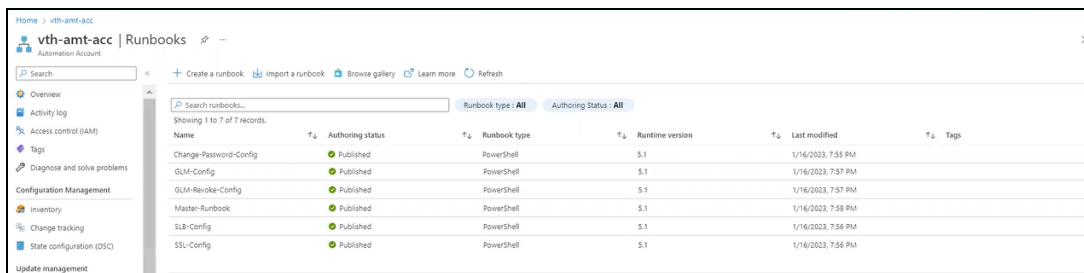 Home > vth-amt-acc
vth-amt-acc | Runbooks
Automation Account
Search
Create a runbook Import a runbook Browse gallery Learn more Refresh
Overview
Activity log
Access control (IAM)
Tags
Diagnose and solve problems
Configuration Management
Inventory
Change tracking
State configuration (DSC)
Update management
Search runbooks...
Runbook type : All Authoring Status : All
Showing 1 to 7 of 7 records.
Name Authoring status Runbook type Runtime version Last modified Tags
Change-Password-Config Published PowerShell 5.1 1/16/2023, 7:55 PM
GLM-Config Published PowerShell 5.1 1/16/2023, 7:57 PM
GLM-Revoke-Config Published PowerShell 5.1 1/16/2023, 7:57 PM
Master-Runbook Published PowerShell 5.1 1/16/2023, 7:58 PM
SLB-Config Published PowerShell 5.1 1/16/2023, 7:56 PM
SSL-Config Published PowerShell 5.1 1/16/2023, 7:56 PM